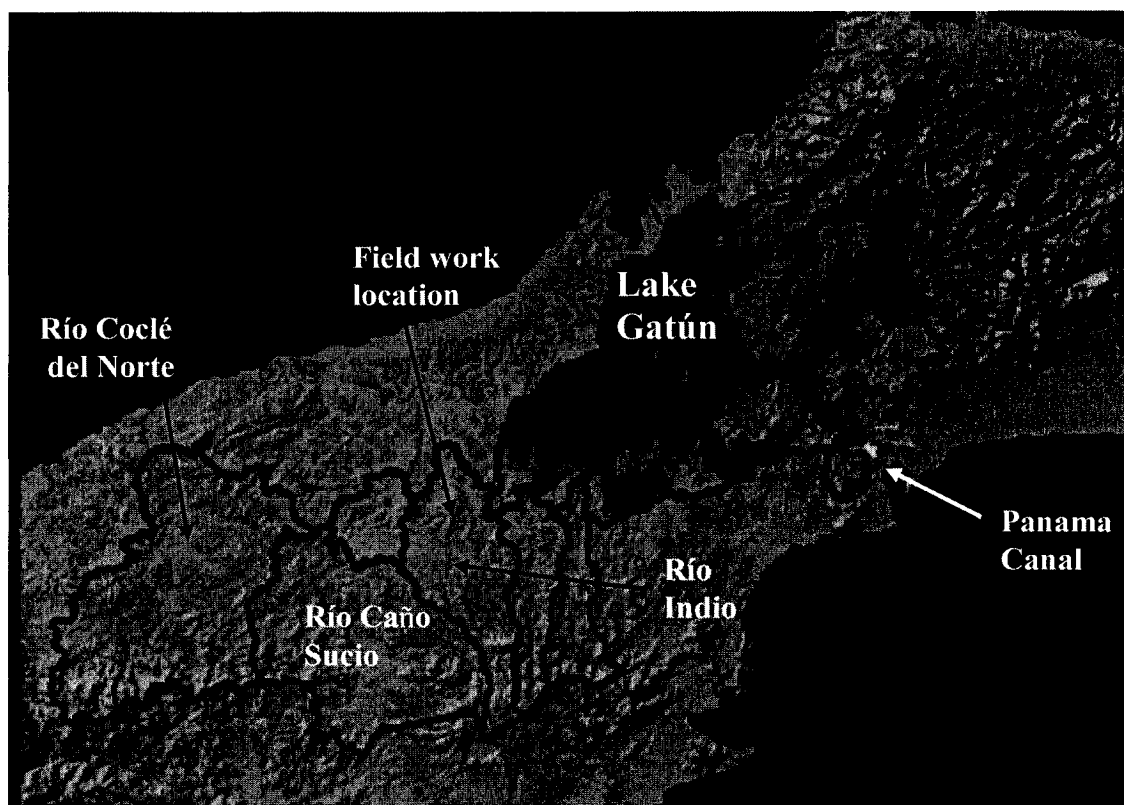 Field work
location
Lake
Gatún
Río Coclé
del Norte
Panama
Canal
Río
Indio
Río Caño
Sucio